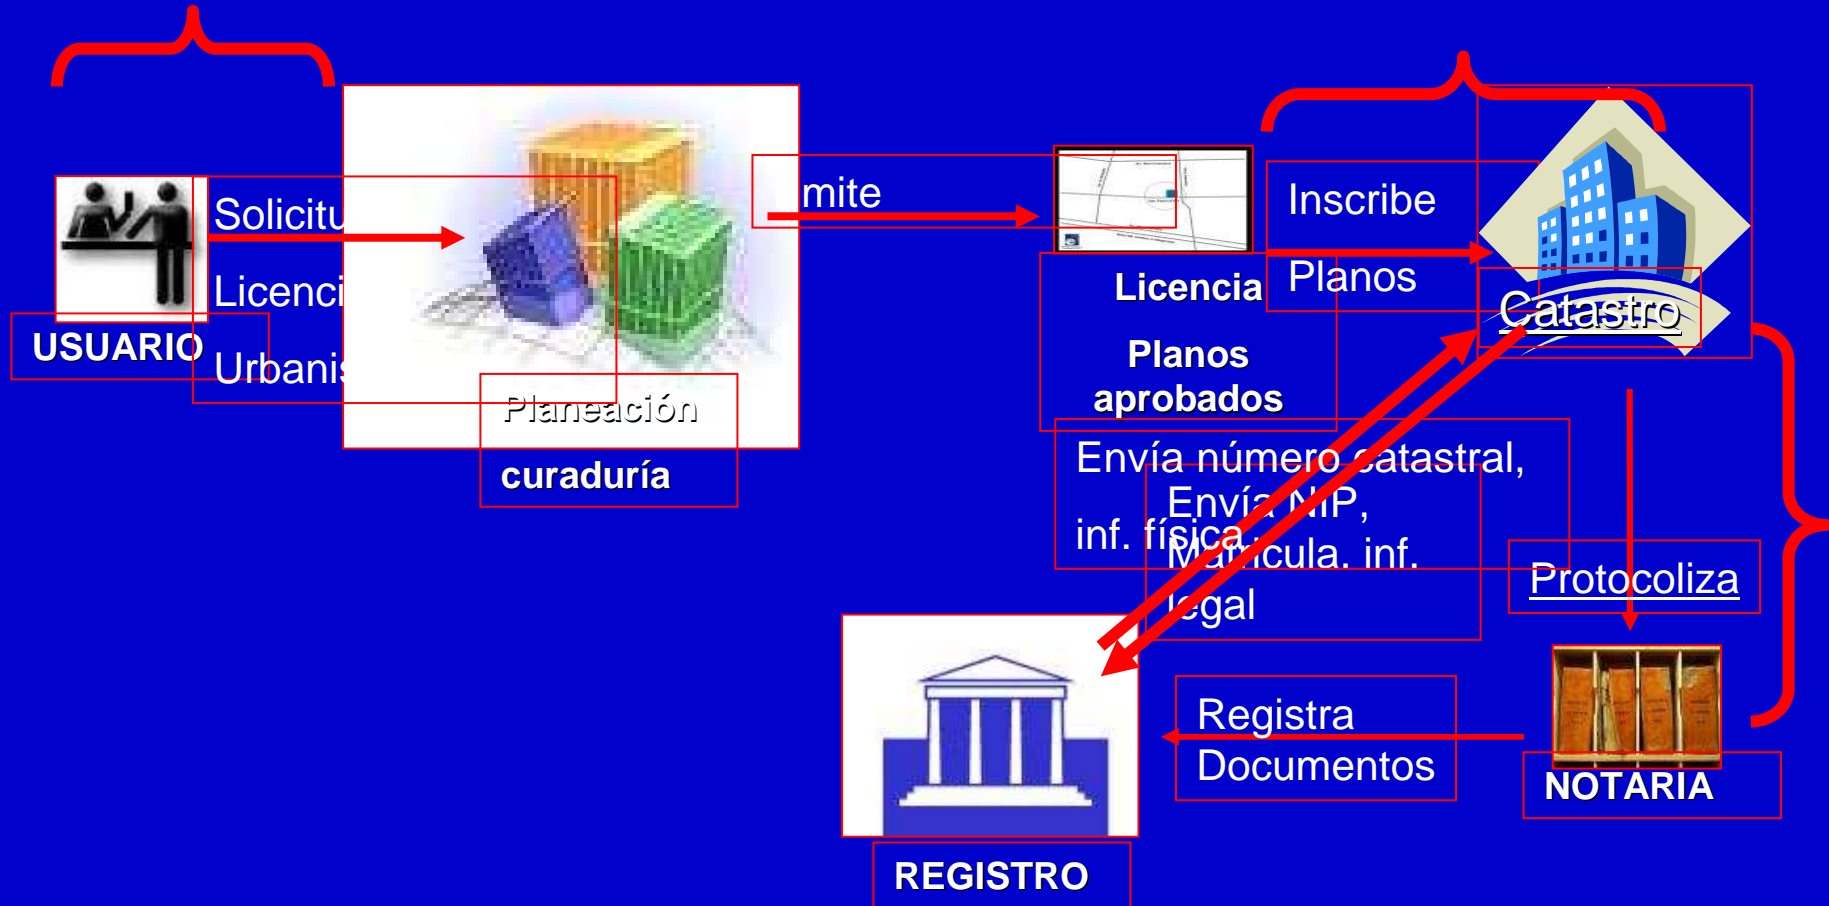 Solicitu
Licenci
Urbanis
USUARIO
Planeación
curaduría
mite
Licencia
Planos
aprobados
Inscribe
Planos
Catastro
Envía número catastral,
inf. física
Envía NIP,
Matricula. inf.
legal
Protocoliza
Registra
Documentos
NOTARIA
REGISTRO